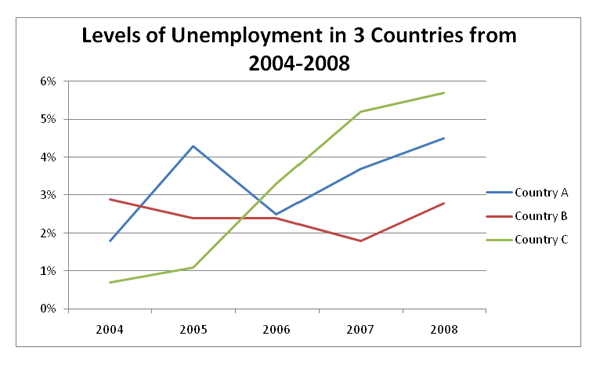 Levels of Unemployment in 3 Countries from
2004-2008
6%
5%
4%
3%
2%
1%
0%
2004 2005 2006 2007 2008
Country A
Country B
Country C